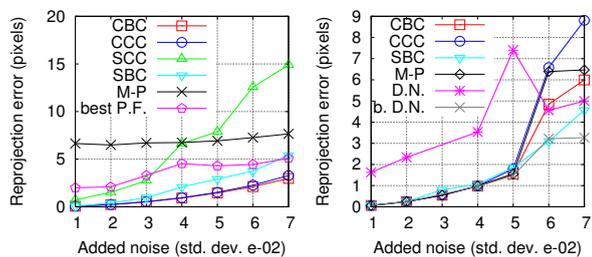 Reprojection error (pixels)
20
15
10
5
0
CBC
CCC
SCC
SBC
M-P
best P.F.
1 2 3 4 5 6 7
Added noise (std. dev. e-02)
Reprojection error (pixels)
9
8
7
6
5
4
3
2
1
0
CBC
CCC
SBC
M-P
D.N.
b. D.N.
1 2 3 4 5 6 7
Added noise (std. dev. e-02)